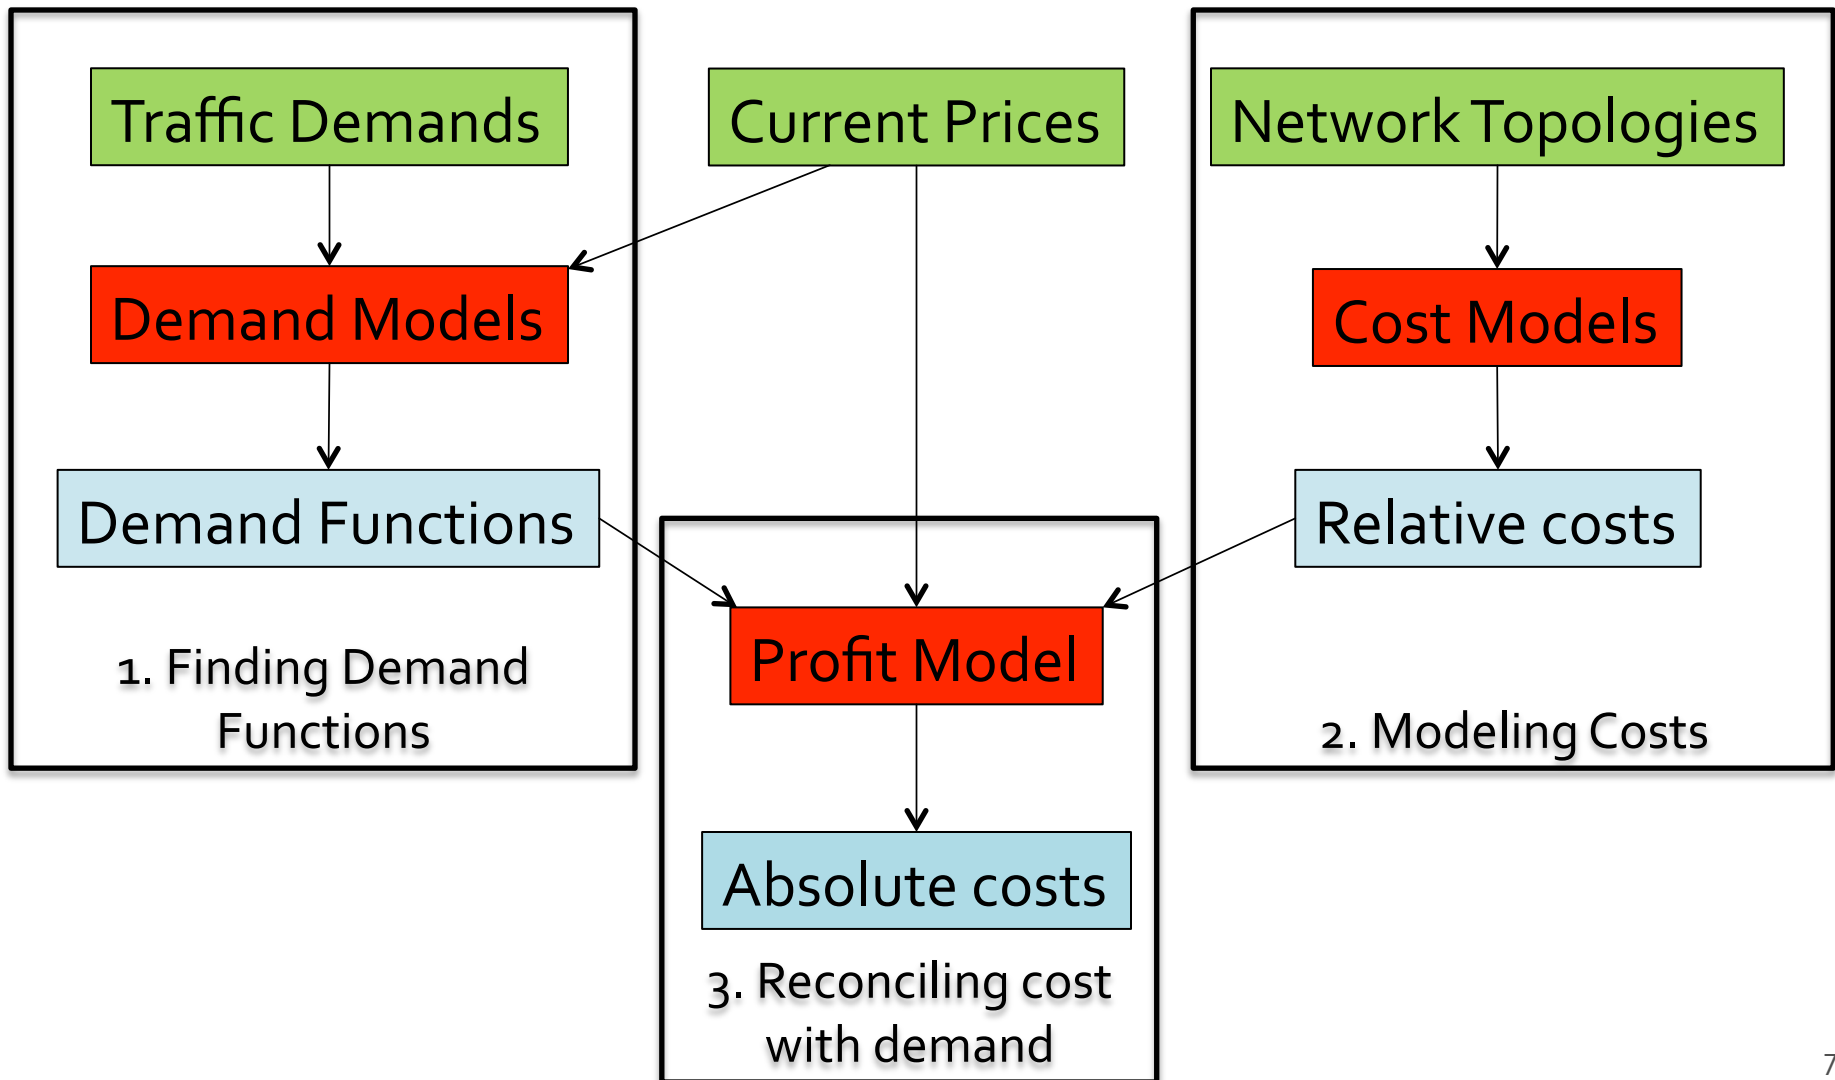 Traffic Demands
Current Prices
Network Topologies
Demand Models
Cost Models
Demand Functions
Relative costs
1. Finding Demand
Functions
Profit Model
2. Modeling Costs
Absolute costs
3. Reconciling cost
with demand
7